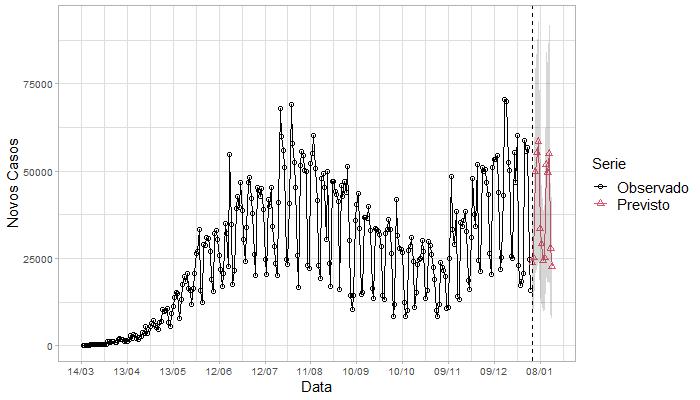 Novos Casos
75000
50000
25000
0
14/03 13/04 13/05 12/06 12/07 11/08 10/09 10/10 09/11 09/12 08/01
Data
Serie
Observado
Previsto